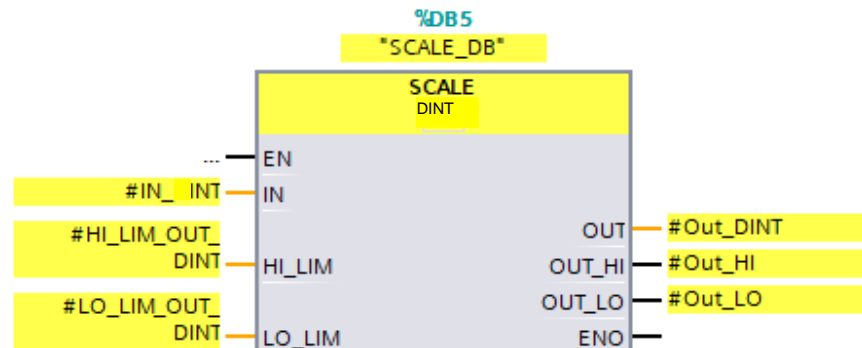 %DB5
"SCALE_DB"
SCALE
DINT
... EN
#IN_ INT IN
#HI_LIM_OUT_
DINT HI_LIM
#LO_LIM_OUT_
DINT LO_LIM
OUT #Out_DINT
OUT_HI #Out_HI
OUT_LO #Out_LO
ENO